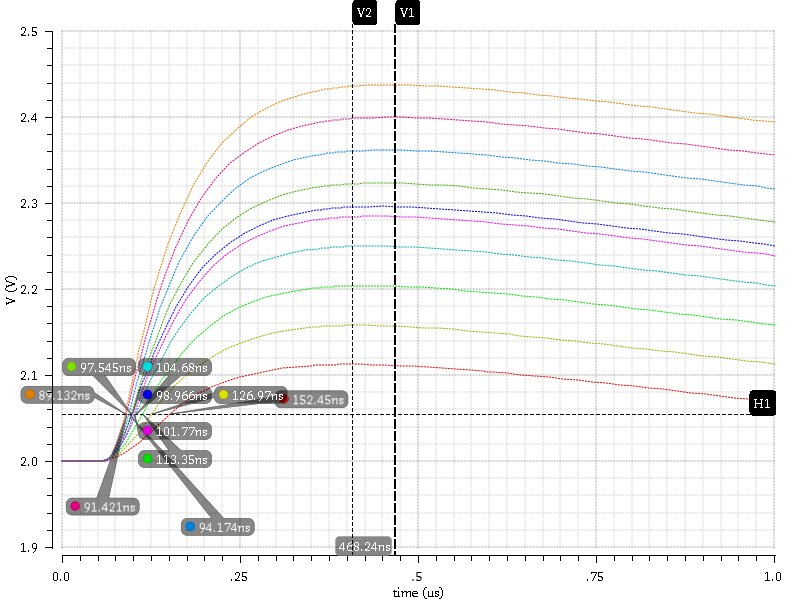 V2 V1
2.5
2.4
2.3
V (V)
2.2
2.1
97.545ns 104.68ns
89.132ns 98.966ns 126.97ns 152.45ns
H1
101.77ns
2.0 113.35ns
91.421ns
94.174ns
1.9 468.24ns
0.0 .25 .5 .75 1.0
time (us)